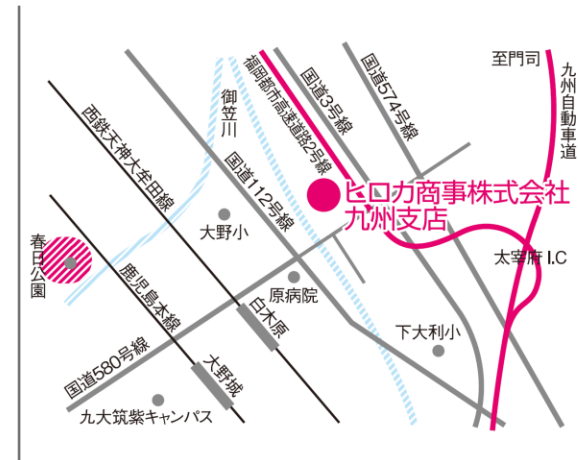 至門司
九州自動車道
国道574号線
国道3号線
福岡都市高速道路2号線
御笠川
西鉄天神大牟田線
国道112号線
ヒロカ商事株式会社
九州支店
大野小
春日公園
太宰府I.C
鹿児島本線
原病院
白木原
下大利小
国道580号線
大野城
九大筑紫キャンパス